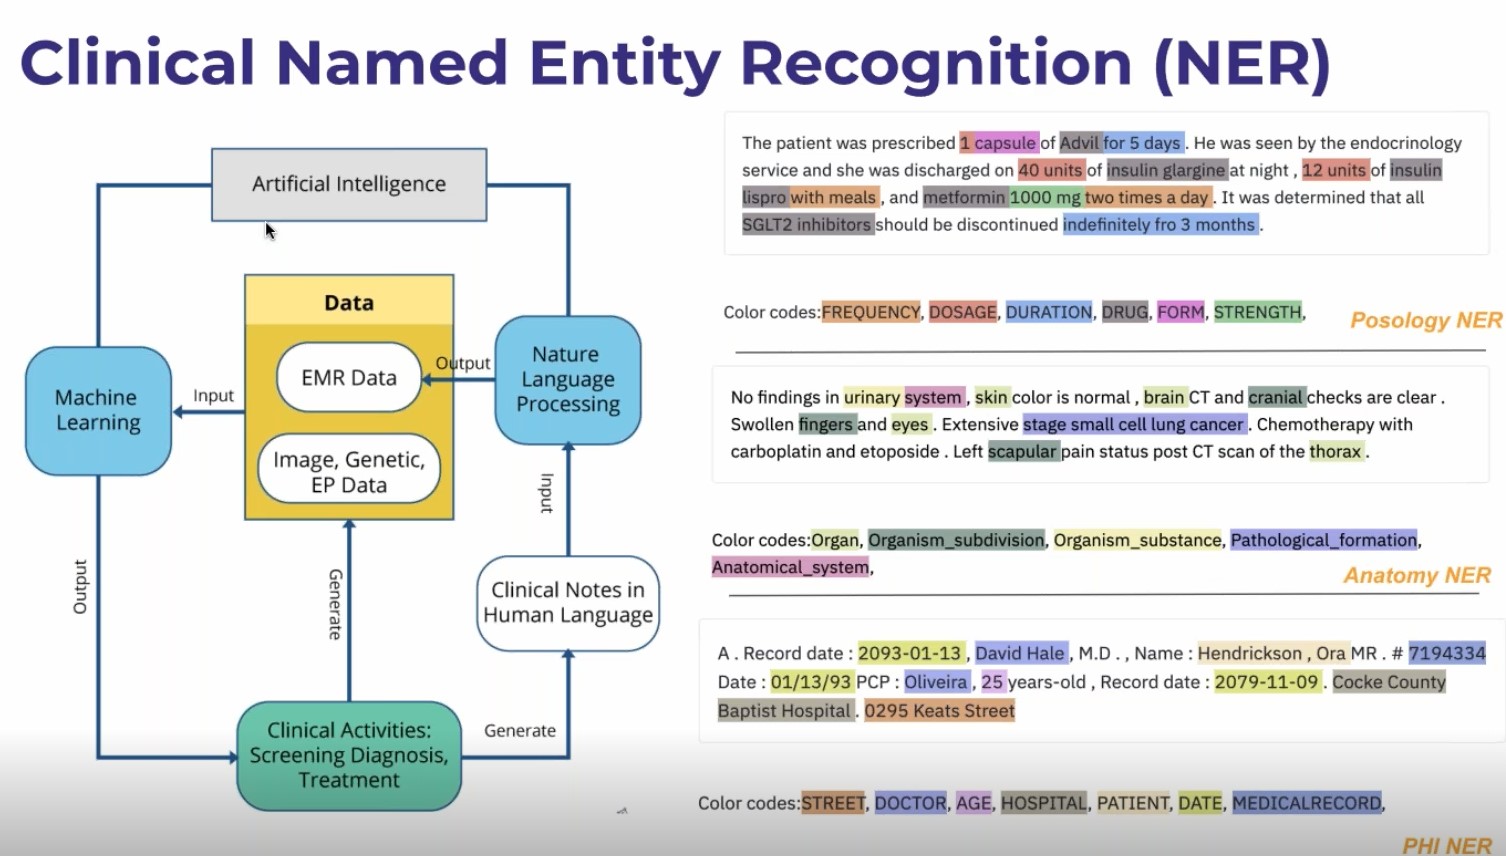 Clinical Named Entity Recognition (NER)
Artificial Intelligence
Data
EMR Data
Image, Genetic,
EP Data
Output
Nature
Language
Processing
Machine
Learning
Input
Input
Output
Generate
Clinical Notes in
Human Language
Clinical Activities:
Screening Diagnosis,
Treatment
Generate
The patient was prescribed 1 capsule of Advil for 5 days . He was seen by the endocrinology
service and she was discharged on 40 units of insulin glargine at night , 12 units of insulin
lispro with meals , and metformin 1000 mg two times a day . It was determined that all
SGLT2 inhibitors should be discontinued indefinitely fro 3 months .
Color codes:FREQUENCY, DOSAGE, DURATION, DRUG, FORM, STRENGTH,
Posology NER
No findings in urinary system , skin color is normal , brain CT and cranial checks are clear .
Swollen fingers and eyes . Extensive stage small cell lung cancer . Chemotherapy with
carboplatin and etoposide . Left scapular pain status post CT scan of the thorax .
Color codes:Organ, Organism_subdivision, Organism_substance, Pathological_formation,
Anatomical_system,
Anatomy NER
A . Record date : 2093-01-13 , David Hale , M.D . , Name : Hendrickson , Ora MR . # 7194334
Date : 01/13/93 PCP : Oliveira , 25 years-old , Record date : 2079-11-09 . Cocke County
Baptist Hospital . 0295 Keats Street
Color codes:STREET, DOCTOR, AGE, HOSPITAL, PATIENT, DATE, MEDICALRECORD,
PHI NER